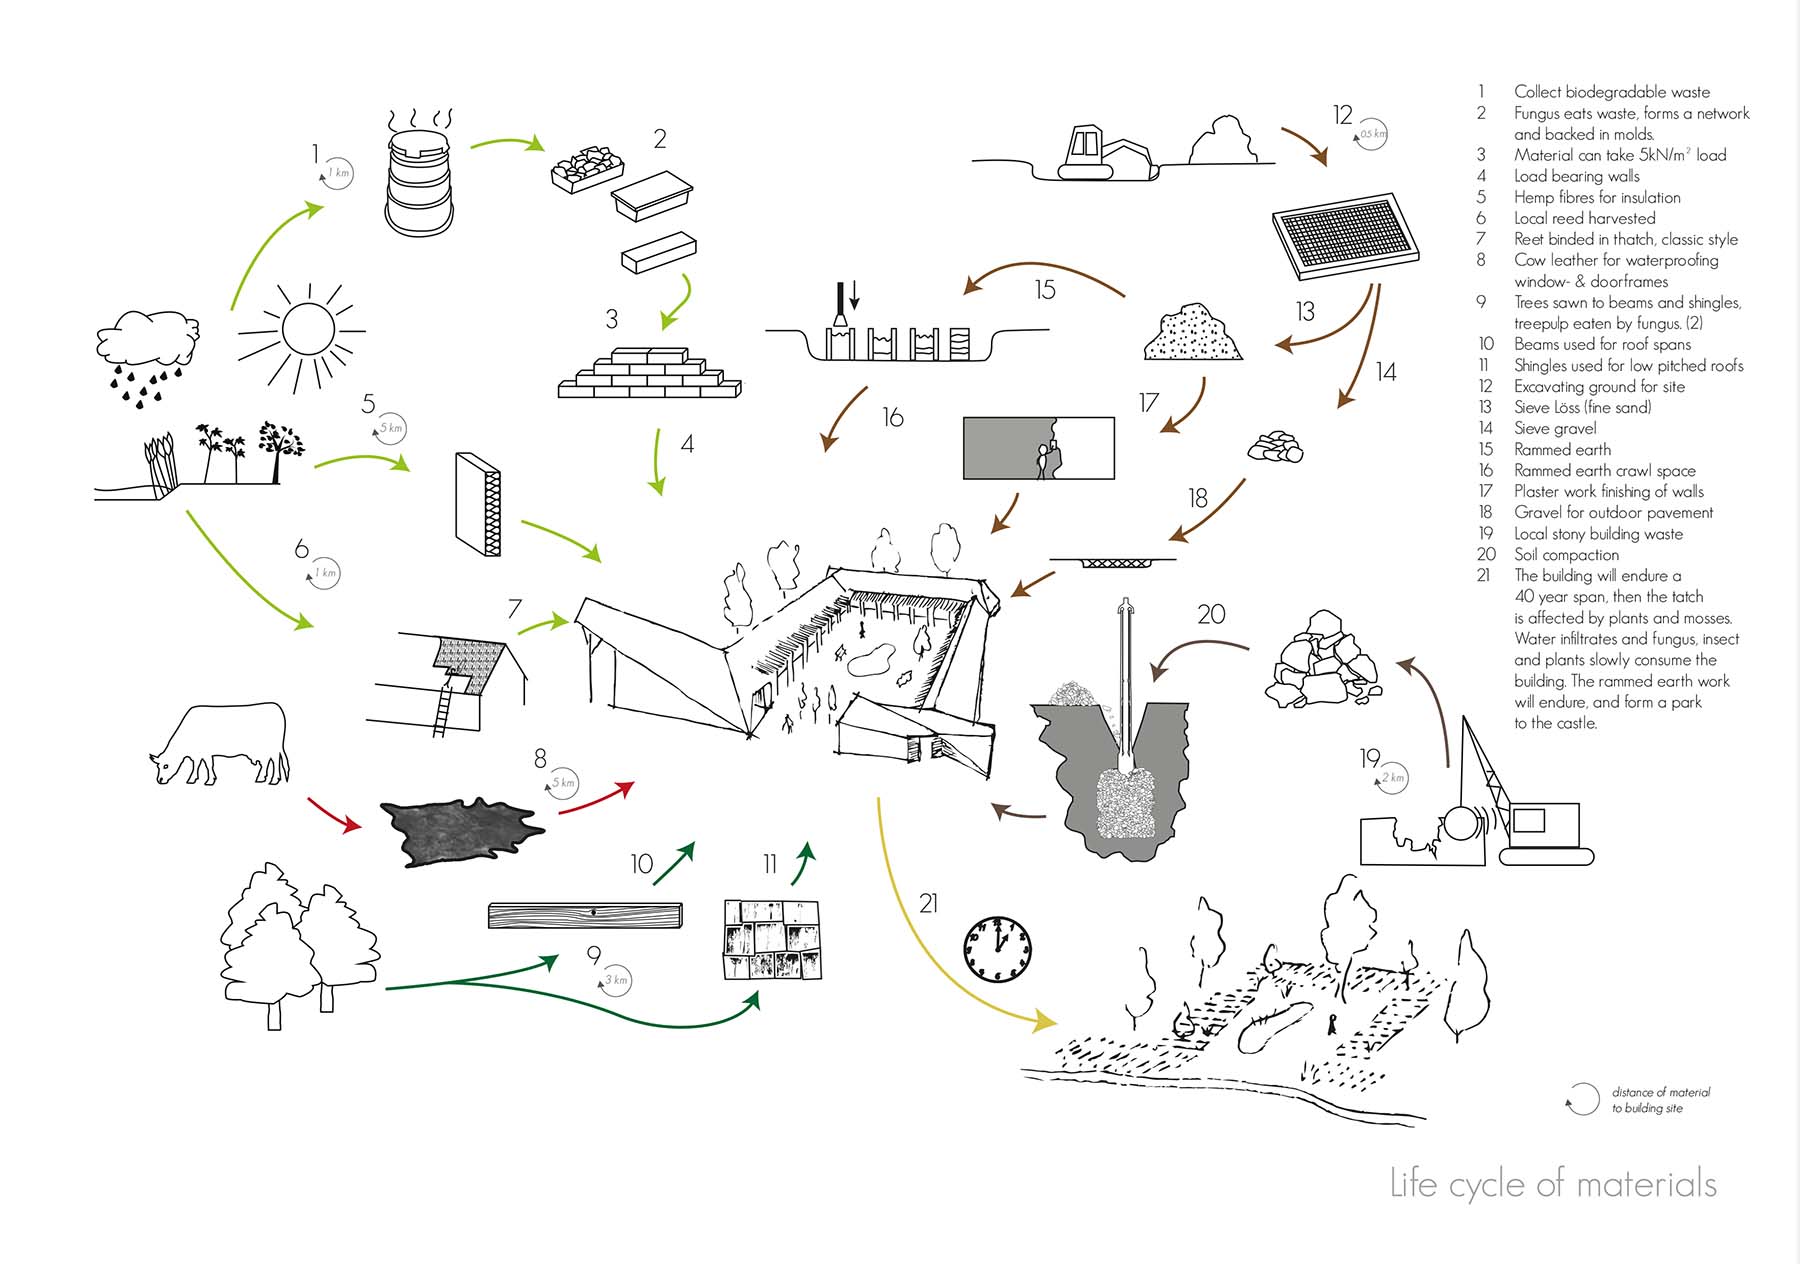 1
1 km
2
3
4
5
5 km
6
1 km
7
8
5 km
9
3 km
10
11
12
0.5 km
13
14
15
16
17
18
19
2 km
20
21
1 Collect biodegradable waste
2 Fungus eats waste, forms a network
and backed in molds.
3 Material can take 5kN/m² load
4 Load bearing walls
5 Hemp fibres for insulation
6 Local reed harvested
7 Reet binded in thatch, classic style
8 Cow leather for waterproofing
window- & doorframes
9 Trees sawn to beams and shingles,
treepulp eaten by fungus. (2)
10 Beams used for roof spans
11 Shingles used for low pitched roofs
12 Excavating ground for site
13 Sieve Löss (fine sand)
14 Sieve gravel
15 Rammed earth
16 Rammed earth crawl space
17 Plaster work finishing of walls
18 Gravel for outdoor pavement
19 Local stony building waste
20 Soil compaction
21 The building will endure a
40 year span, then the tatch
is affected by plants and mosses.
Water infiltrates and fungus, insect
and plants slowly consume the
building. The rammed earth work
will endure, and form a park
to the castle.
distance of material
to building site
Life cycle of materials